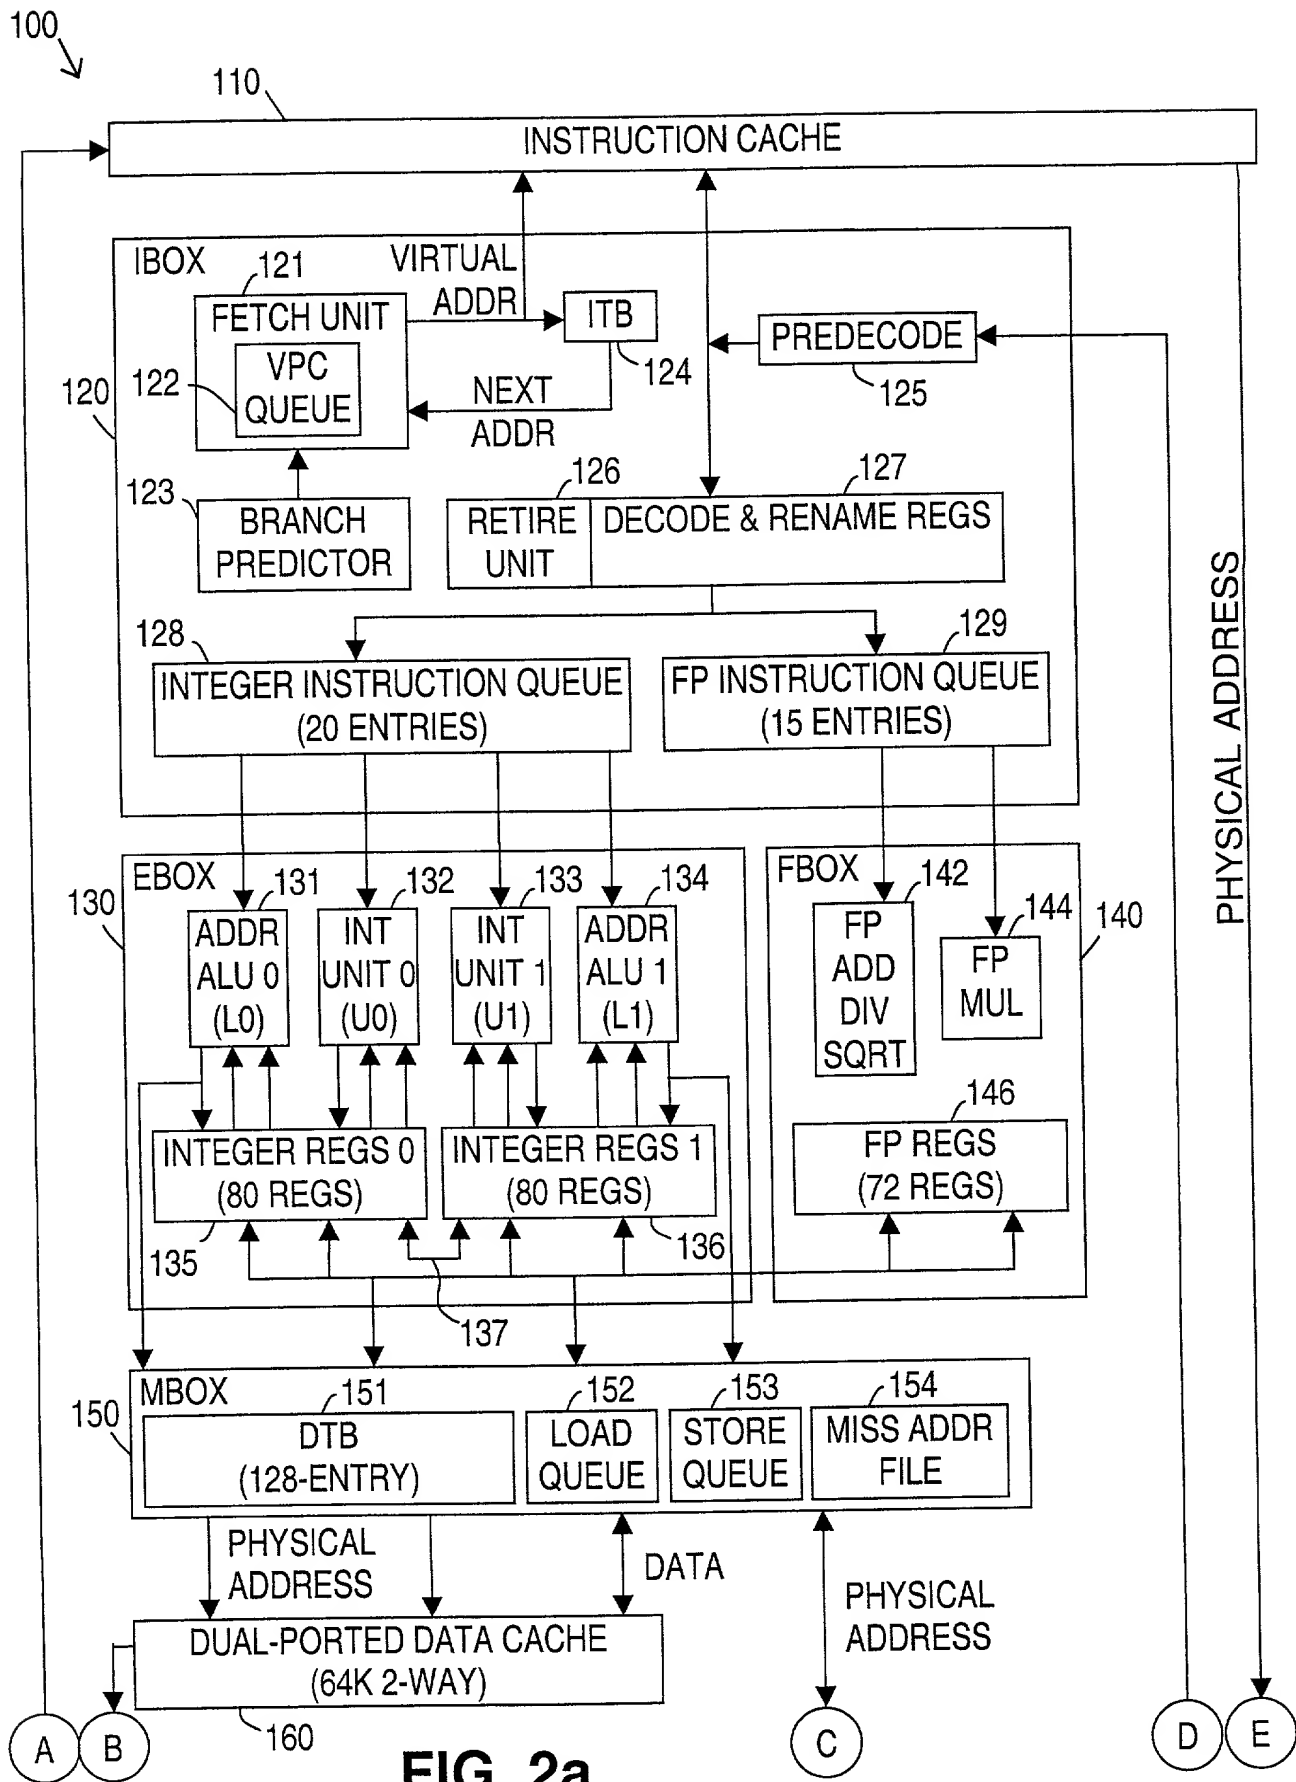 100
110
INSTRUCTION CACHE
IBOX
121
VIRTUAL
ADDR
FETCH UNIT
ITB
PREDECODE
VPC
QUEUE
122
124
125
120
NEXT
ADDR
126
127
123
BRANCH
PREDICTOR
RETIRE
UNIT
DECODE & RENAME REGS
PHYSICAL ADDRESS
128
129
INTEGER INSTRUCTION QUEUE
(20 ENTRIES)
FP INSTRUCTION QUEUE
(15 ENTRIES)
EBOX
131
132
133
134
FBOX
142
144
130
140
ADDR
ALU 0
(L0)
INT
UNIT 0
(U0)
INT
UNIT 1
(U1)
ADDR
ALU 1
(L1)
FP
ADD
DIV
SQRT
FP
MUL
146
INTEGER REGS 0
(80 REGS)
INTEGER REGS 1
(80 REGS)
FP REGS
(72 REGS)
135
136
137
MBOX
151
152
153
154
150
DTB
(128-ENTRY)
LOAD
QUEUE
STORE
QUEUE
MISS ADDR
FILE
PHYSICAL
ADDRESS
DATA
PHYSICAL
ADDRESS
DUAL-PORTED DATA CACHE
(64K 2-WAY)
160
A
B
C
D
E
FIG. 2a